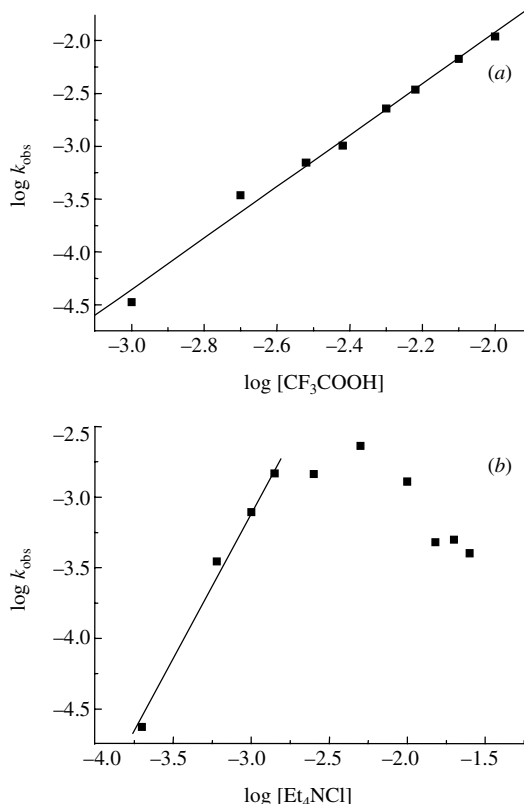 (a)
−2.0
−2.5
−3.0
−3.5
−4.0
−4.5
log k_obs
−3.0 −2.8 −2.6 −2.4 −2.2 −2.0
log [CF₃COOH]
(b)
−2.5
−3.0
−3.5
−4.0
−4.5
log k_obs
−4.0 −3.5 −3.0 −2.5 −2.0 −1.5
log [Et₄NCl]